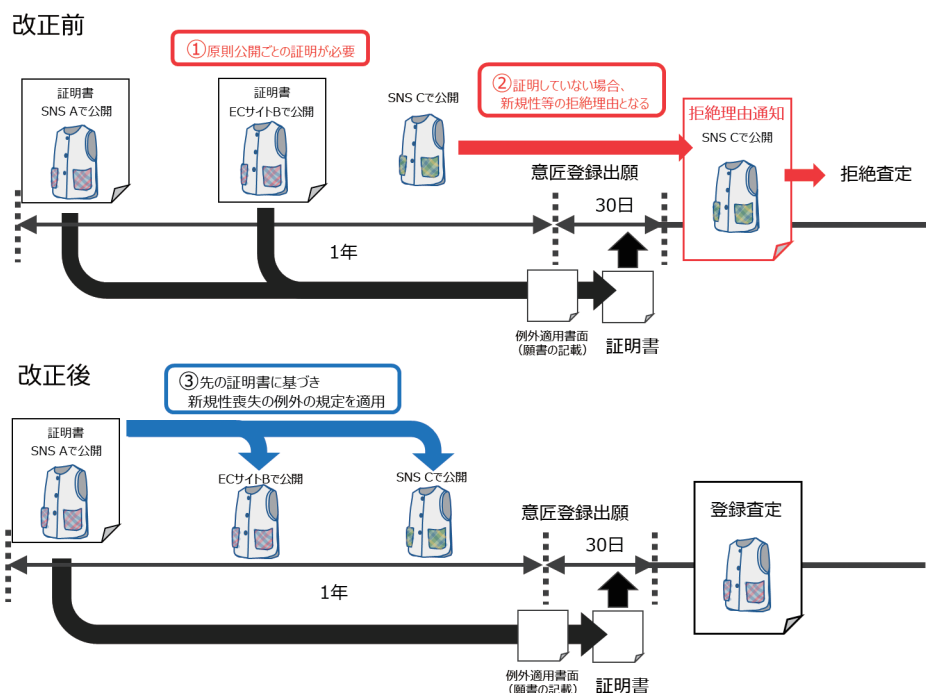 改正前
①原則公開ごとの証明が必要
証明書
SNS Aで公開
証明書
ECサイトBで公開
SNS Cで公開
②証明していない場合、
新規性等の拒絶理由となる
拒絶理由通知
SNS Cで公開
拒絶査定
意匠登録出願
30日
1年
例外適用書面
（願書の記載）
証明書
改正後
③先の証明書に基づき
新規性喪失の例外の規定を適用
証明書
SNS Aで公開
ECサイトBで公開
SNS Cで公開
意匠登録出願
30日
登録査定
1年
例外適用書面
（願書の記載）
証明書